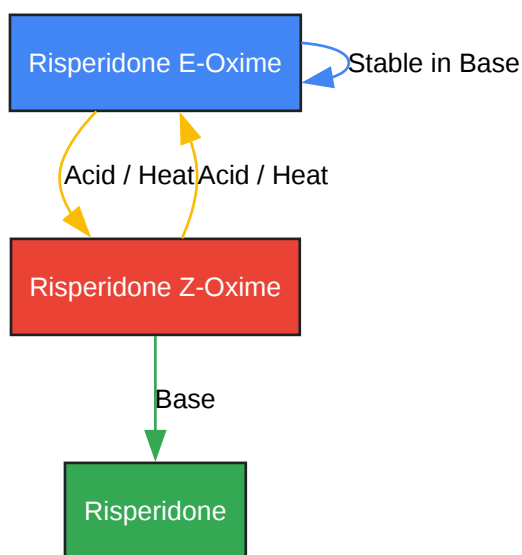 Risperidone E-Oxime
Stable in Base
Acid / Heat
Acid / Heat
Risperidone Z-Oxime
Base
Risperidone